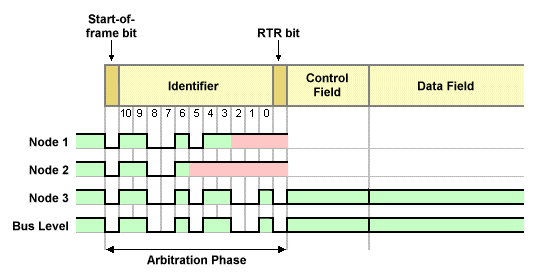 Start-of-
frame bit
RTR bit
Identifier
Control
Field
Data Field
10 9 8 7 6 5 4 3 2 1 0
Node 1
Node 2
Node 3
Bus Level
Arbitration Phase